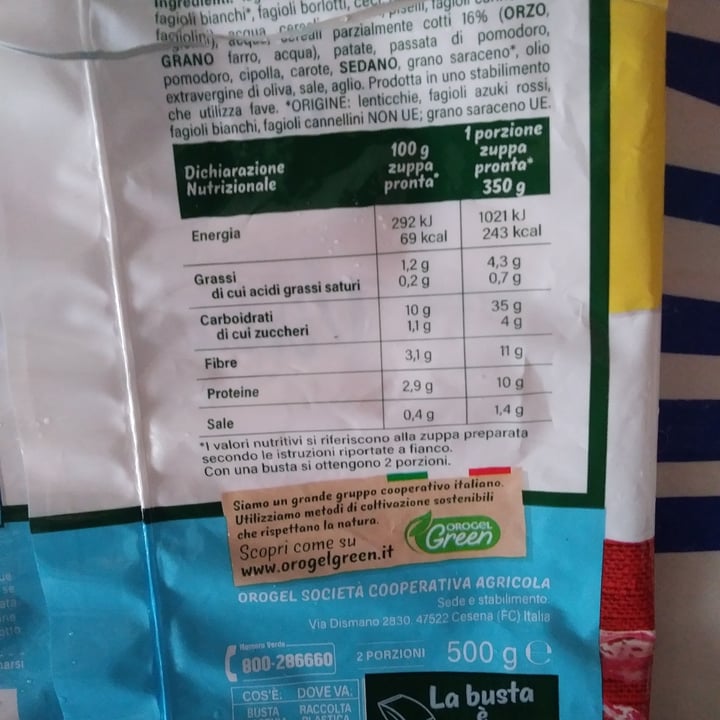 fagioli bianchi*, fagioli borlotti,
fagiolini), acqua, cereali parzialmente cotti 16% (ORZO,
GRANO farro, acqua), patate, passata di pomodoro,
pomodoro, cipolla, carote, SEDANO, grano saraceno*, olio
extravergine di oliva, sale, aglio. Prodotta in uno stabilimento
che utilizza fave. *ORIGINE: lenticchie, fagioli azuki rossi,
fagioli bianchi, fagioli cannellini NON UE; grano saraceno UE.
Dichiarazione
Nutrizionale
100 g
zuppa
pronta*
1 porzione
zuppa
pronta*
350 g
Energia
292 kJ
69 kcal
1021 kJ
243 kcal
Grassi
di cui acidi grassi saturi
1,2 g
0,2 g
4,3 g
0,7 g
Carboidrati
di cui zuccheri
10 g
1,1 g
35 g
4 g
Fibre
3,1 g
11 g
Proteine
2,9 g
10 g
Sale
0,4 g
1,4 g
*I valori nutritivi si riferiscono alla zuppa preparata
secondo le istruzioni riportate a fianco.
Con una busta si ottengono 2 porzioni.
Siamo un grande gruppo cooperativo italiano.
Utilizziamo metodi di coltivazione sostenibili
che rispettano la natura.
Scopri come su
www.orogelgreen.it
OROGEL
Green
OROGEL SOCIETÀ COOPERATIVA AGRICOLA
Sede e stabilimento:
Via Dismano 2830, 47522 Cesena (FC) Italia
Numero Verde
800-286660
2 PORZIONI 500 g e
COS'È: DOVE VA:
BUSTA RACCOLTA
PLASTICA
La busta
è